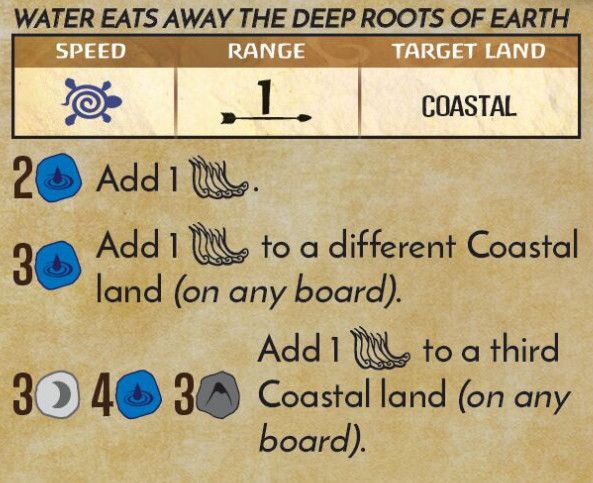 WATER EATS AWAY THE DEEP ROOTS OF EARTH
SPEED RANGE TARGET LAND
1 COASTAL
2 Add 1 .
3 Add 1 to a different Coastal
land (on any board).
3 4 3 Add 1 to a third
Coastal land (on any
board).